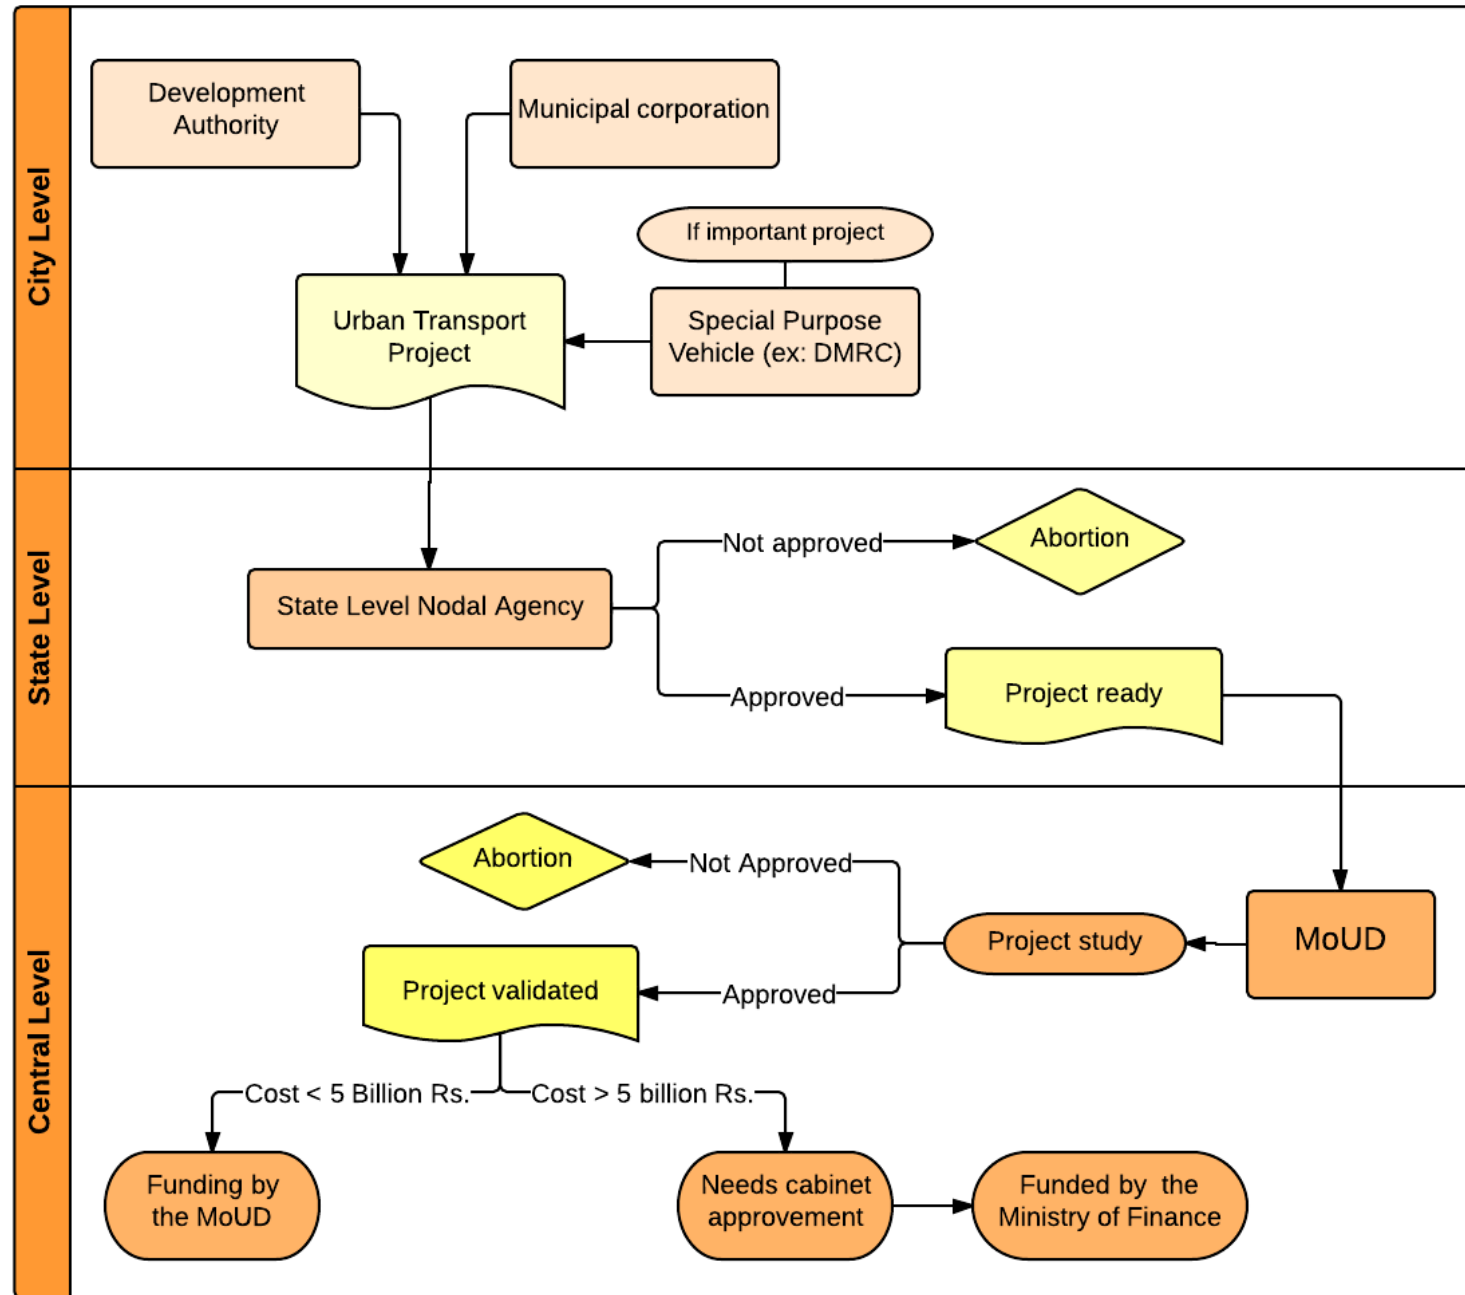 City Level
Development
Authority
Municipal corporation
If important project
Urban Transport
Project
Special Purpose
Vehicle (ex: DMRC)
State Level
Not approved
Abortion
State Level Nodal Agency
Approved
Project ready
Central Level
Abortion
Not Approved
Project study
MoUD
Project validated
Approved
Cost < 5 Billion Rs.
Cost > 5 billion Rs.
Funding by
the MoUD
Needs cabinet
approvement
Funded by the
Ministry of Finance